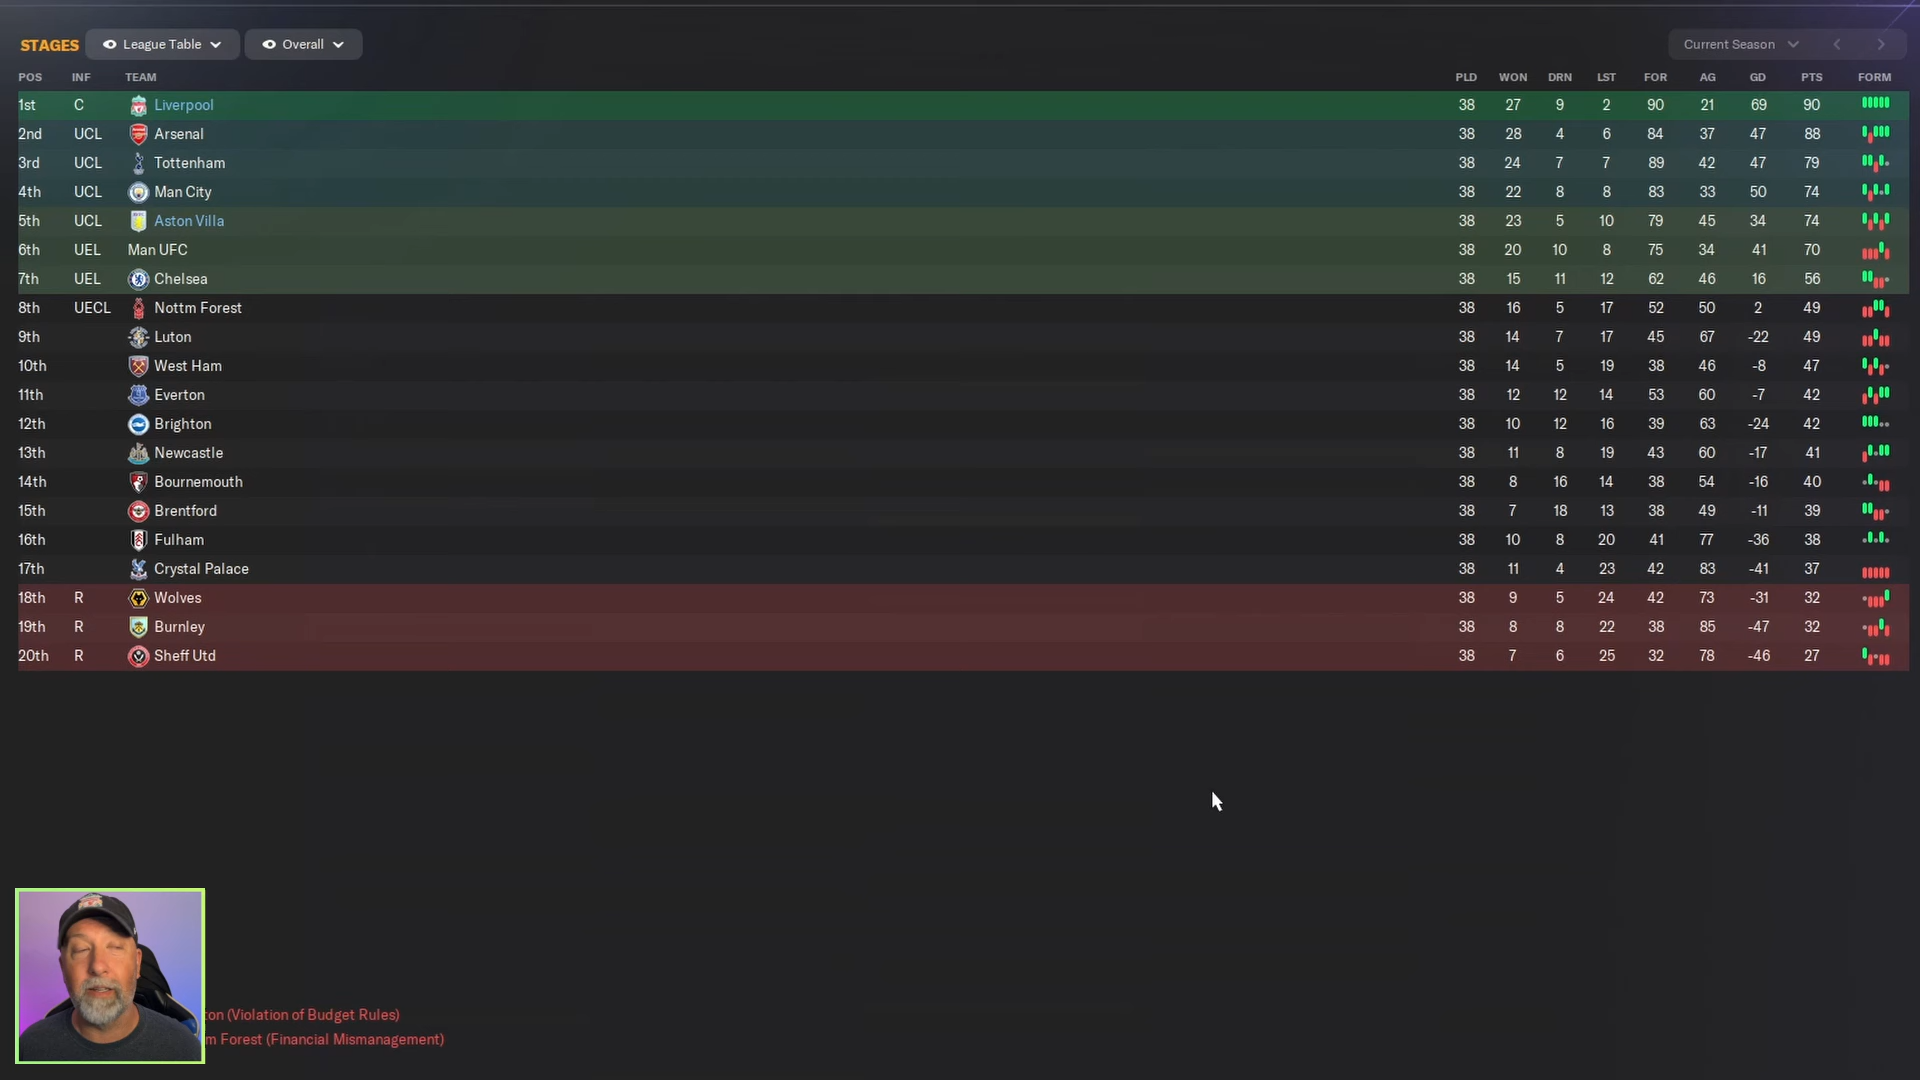 STAGES League Table Overall Current Season
POS INF TEAM PLD WON DRN LST FOR AG GD PTS FORM
1st C Liverpool 38 27 9 2 90 21 69 90
2nd UCL Arsenal 38 28 4 6 84 37 47 88
3rd UCL Tottenham 38 24 7 7 89 42 47 79
4th UCL Man City 38 22 8 8 83 33 50 74
5th UCL Aston Villa 38 23 5 10 79 45 34 74
6th UEL Man UFC 38 20 10 8 75 34 41 70
7th UEL Chelsea 38 15 11 12 62 46 16 56
8th UECL Nottm Forest 38 16 5 17 52 50 2 49
9th Luton 38 14 7 17 45 67 -22 49
10th West Ham 38 14 5 19 38 46 -8 47
11th Everton 38 12 12 14 53 60 -7 42
12th Brighton 38 10 12 16 39 63 -24 42
13th Newcastle 38 11 8 19 43 60 -17 41
14th Bournemouth 38 8 16 14 38 54 -16 40
15th Brentford 38 7 18 13 38 49 -11 39
16th Fulham 38 10 8 20 41 77 -36 38
17th Crystal Palace 38 11 4 23 42 83 -41 37
18th R Wolves 38 9 5 24 42 73 -31 32
19th R Burnley 38 8 8 22 38 85 -47 32
20th R Sheff Utd 38 7 6 25 32 78 -46 27
ton (Violation of Budget Rules)
m Forest (Financial Mismanagement)